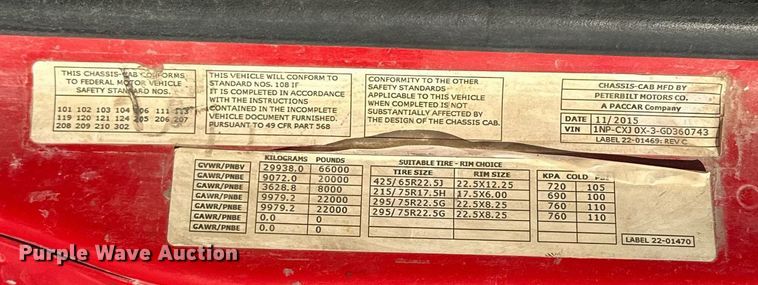 THIS CHASSIS-CAB CONFORMS
TO FEDERAL MOTOR VEHICLE
SAFETY STANDARD NOS.
101 102 103 104 106 111 113
119 120 121 124 205 206 207
208 209 210 302
THIS VEHICLE WILL CONFORM TO
STANDARD NOS. 108 IF
IT IS COMPLETED IN ACCORDANCE
WITH THE INSTRUCTIONS
CONTAINED IN THE INCOMPLETE
VEHICLE DOCUMENT FURNISHED.
PURSUANT TO 49 CFR PART 568
CONFORMITY TO THE OTHER
SAFETY STANDARDS
APPLICABLE TO THIS VEHICLE
WHEN COMPLETED IS NOT
SUBSTANTIALLY AFFECTED BY
THE DESIGN OF THE CHASSIS CAB.
CHASSIS-CAB MFD BY
PETERBILT MOTORS CO.
A PACCAR Company
DATE 11/2015
VIN 1NP-CXJ0X-3-GD360743
LABEL 22-01469; REV C
KILOGRAMS POUNDS SUITABLE TIRE - RIM CHOICE
TIRE SIZE RIM SIZE KPA COLD PSI
GVWR/PNBV 29938.0 66000
GAWR/PNBE 9072.0 20000 425/65R22.5J 22.5X12.25 720 105
GAWR/PNBE 3628.8 8000 215/75R17.5H 17.5X6.00 690 100
GAWR/PNBE 9979.2 22000 295/75R22.5G 22.5X8.25 760 110
GAWR/PNBE 9979.2 22000 295/75R22.5G 22.5X8.25 760 110
GAWR/PNBE 0.0 0
GAWR/PNBE 0.0 0
LABEL 22-01470
Purple Wave Auction